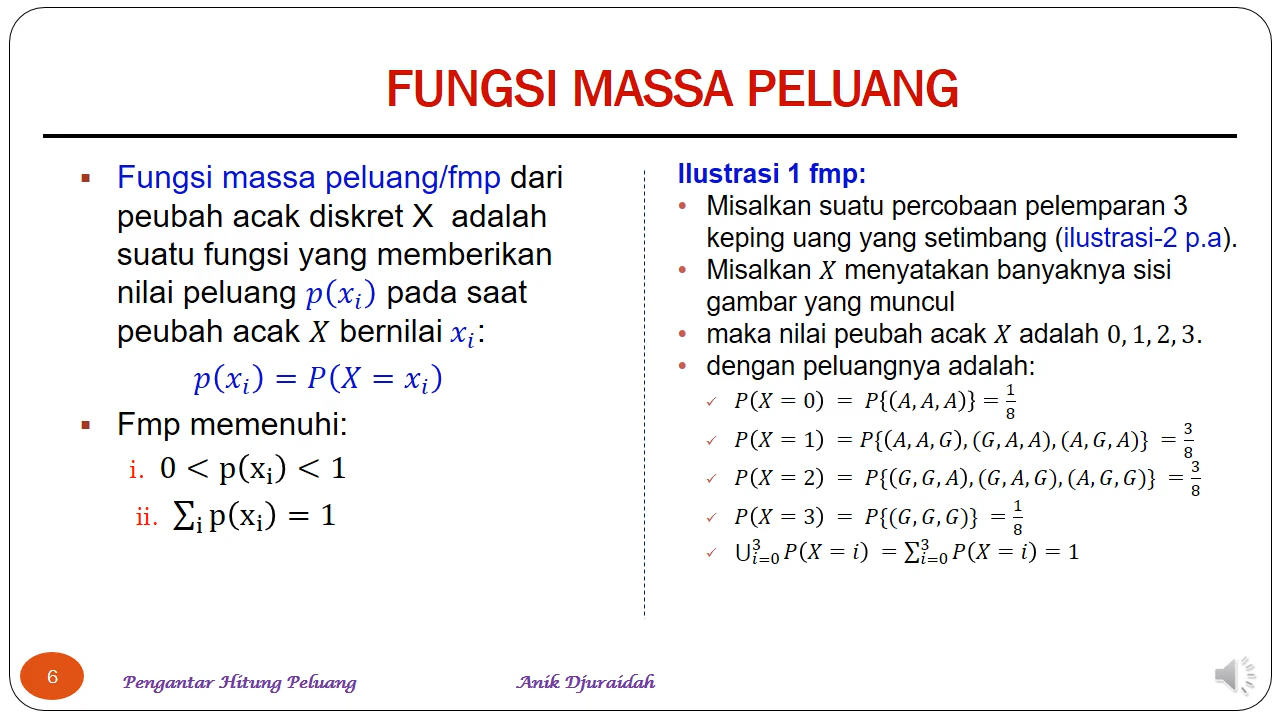 FUNGSI MASSA PELUANG
▪ Fungsi massa peluang/fmp dari
peubah acak diskret X adalah
suatu fungsi yang memberikan
nilai peluang 𝑝(𝑥ᵢ) pada saat
peubah acak 𝑋 bernilai 𝑥ᵢ:
𝑝(𝑥ᵢ) = 𝑃(𝑋 = 𝑥ᵢ)
▪ Fmp memenuhi:
i. 0 < p(xᵢ) < 1
ii. ∑ᵢ p(xᵢ) = 1
Ilustrasi 1 fmp:
• Misalkan suatu percobaan pelemparan 3
keping uang yang setimbang (ilustrasi-2 p.a).
• Misalkan 𝑋 menyatakan banyaknya sisi
gambar yang muncul
• maka nilai peubah acak 𝑋 adalah 0, 1, 2, 3.
• dengan peluangnya adalah:
✓ 𝑃(𝑋 = 0) = 𝑃{(𝐴, 𝐴, 𝐴)} = 1/8
✓ 𝑃(𝑋 = 1) = 𝑃{(𝐴, 𝐴, 𝐺), (𝐺, 𝐴, 𝐴), (𝐴, 𝐺, 𝐴)} = 3/8
✓ 𝑃(𝑋 = 2) = 𝑃{(𝐺, 𝐺, 𝐴), (𝐺, 𝐴, 𝐺), (𝐴, 𝐺, 𝐺)} = 3/8
✓ 𝑃(𝑋 = 3) = 𝑃{(𝐺, 𝐺, 𝐺)} = 1/8
✓ ⋃³ᵢ₌₀ 𝑃(𝑋 = 𝑖) = ∑³ᵢ₌₀ 𝑃(𝑋 = 𝑖) = 1
6 Pengantar Hitung Peluang Anik Djuraidah